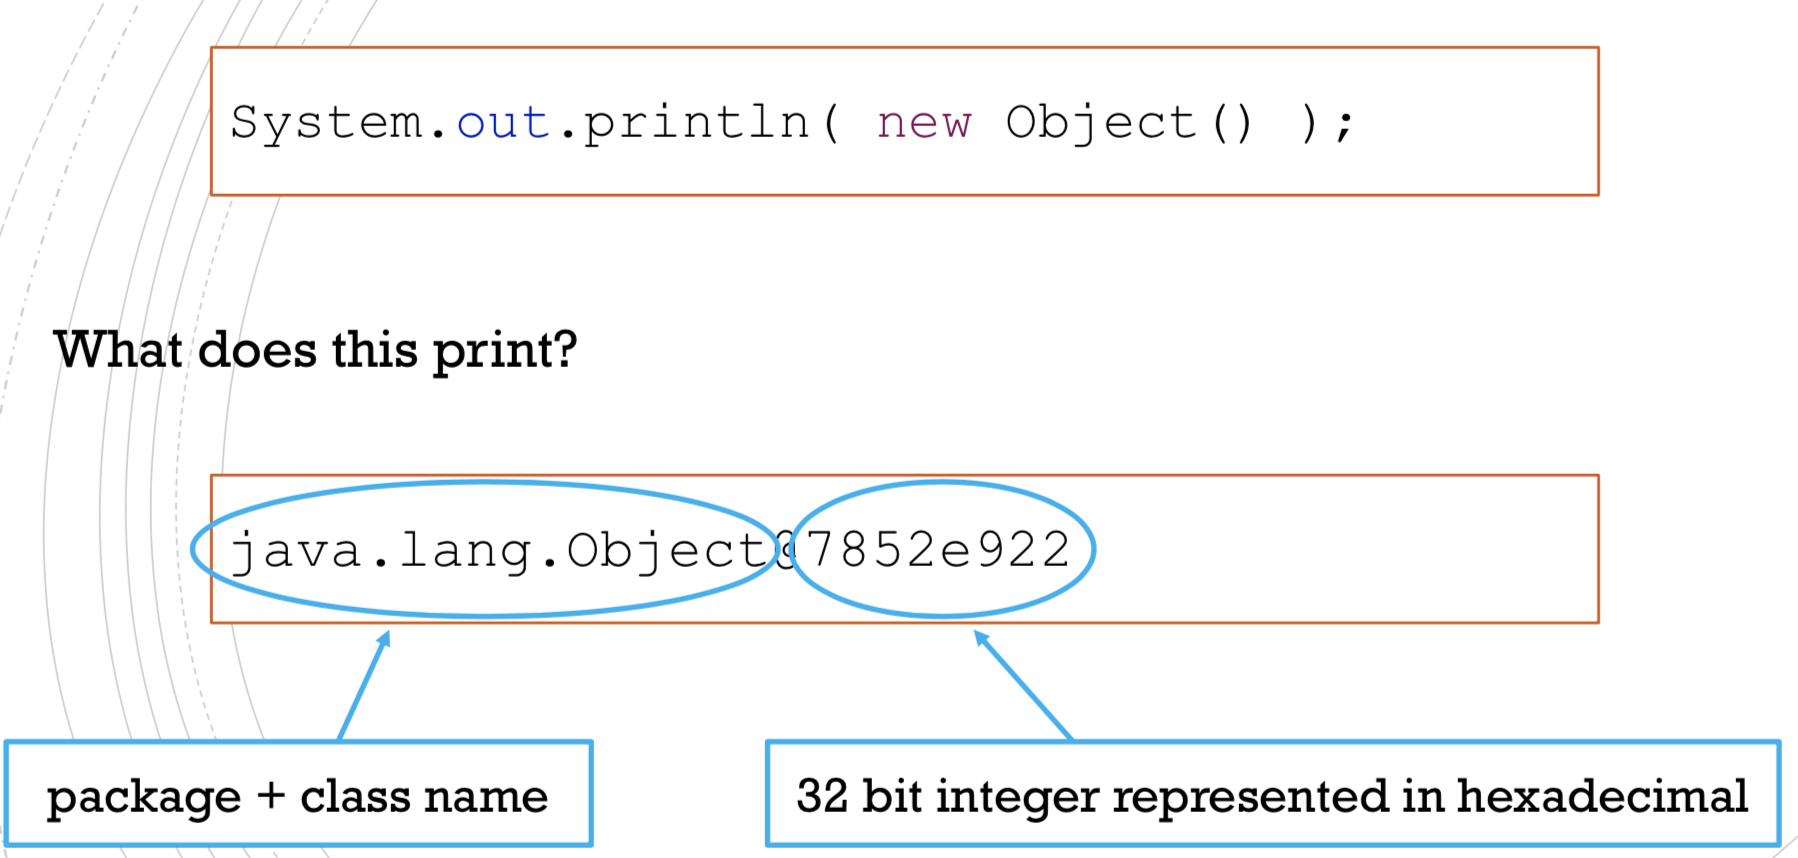 System.out.println( new Object() );
What does this print?
java.lang.Object@7852e922
package + class name
32 bit integer represented in hexadecimal